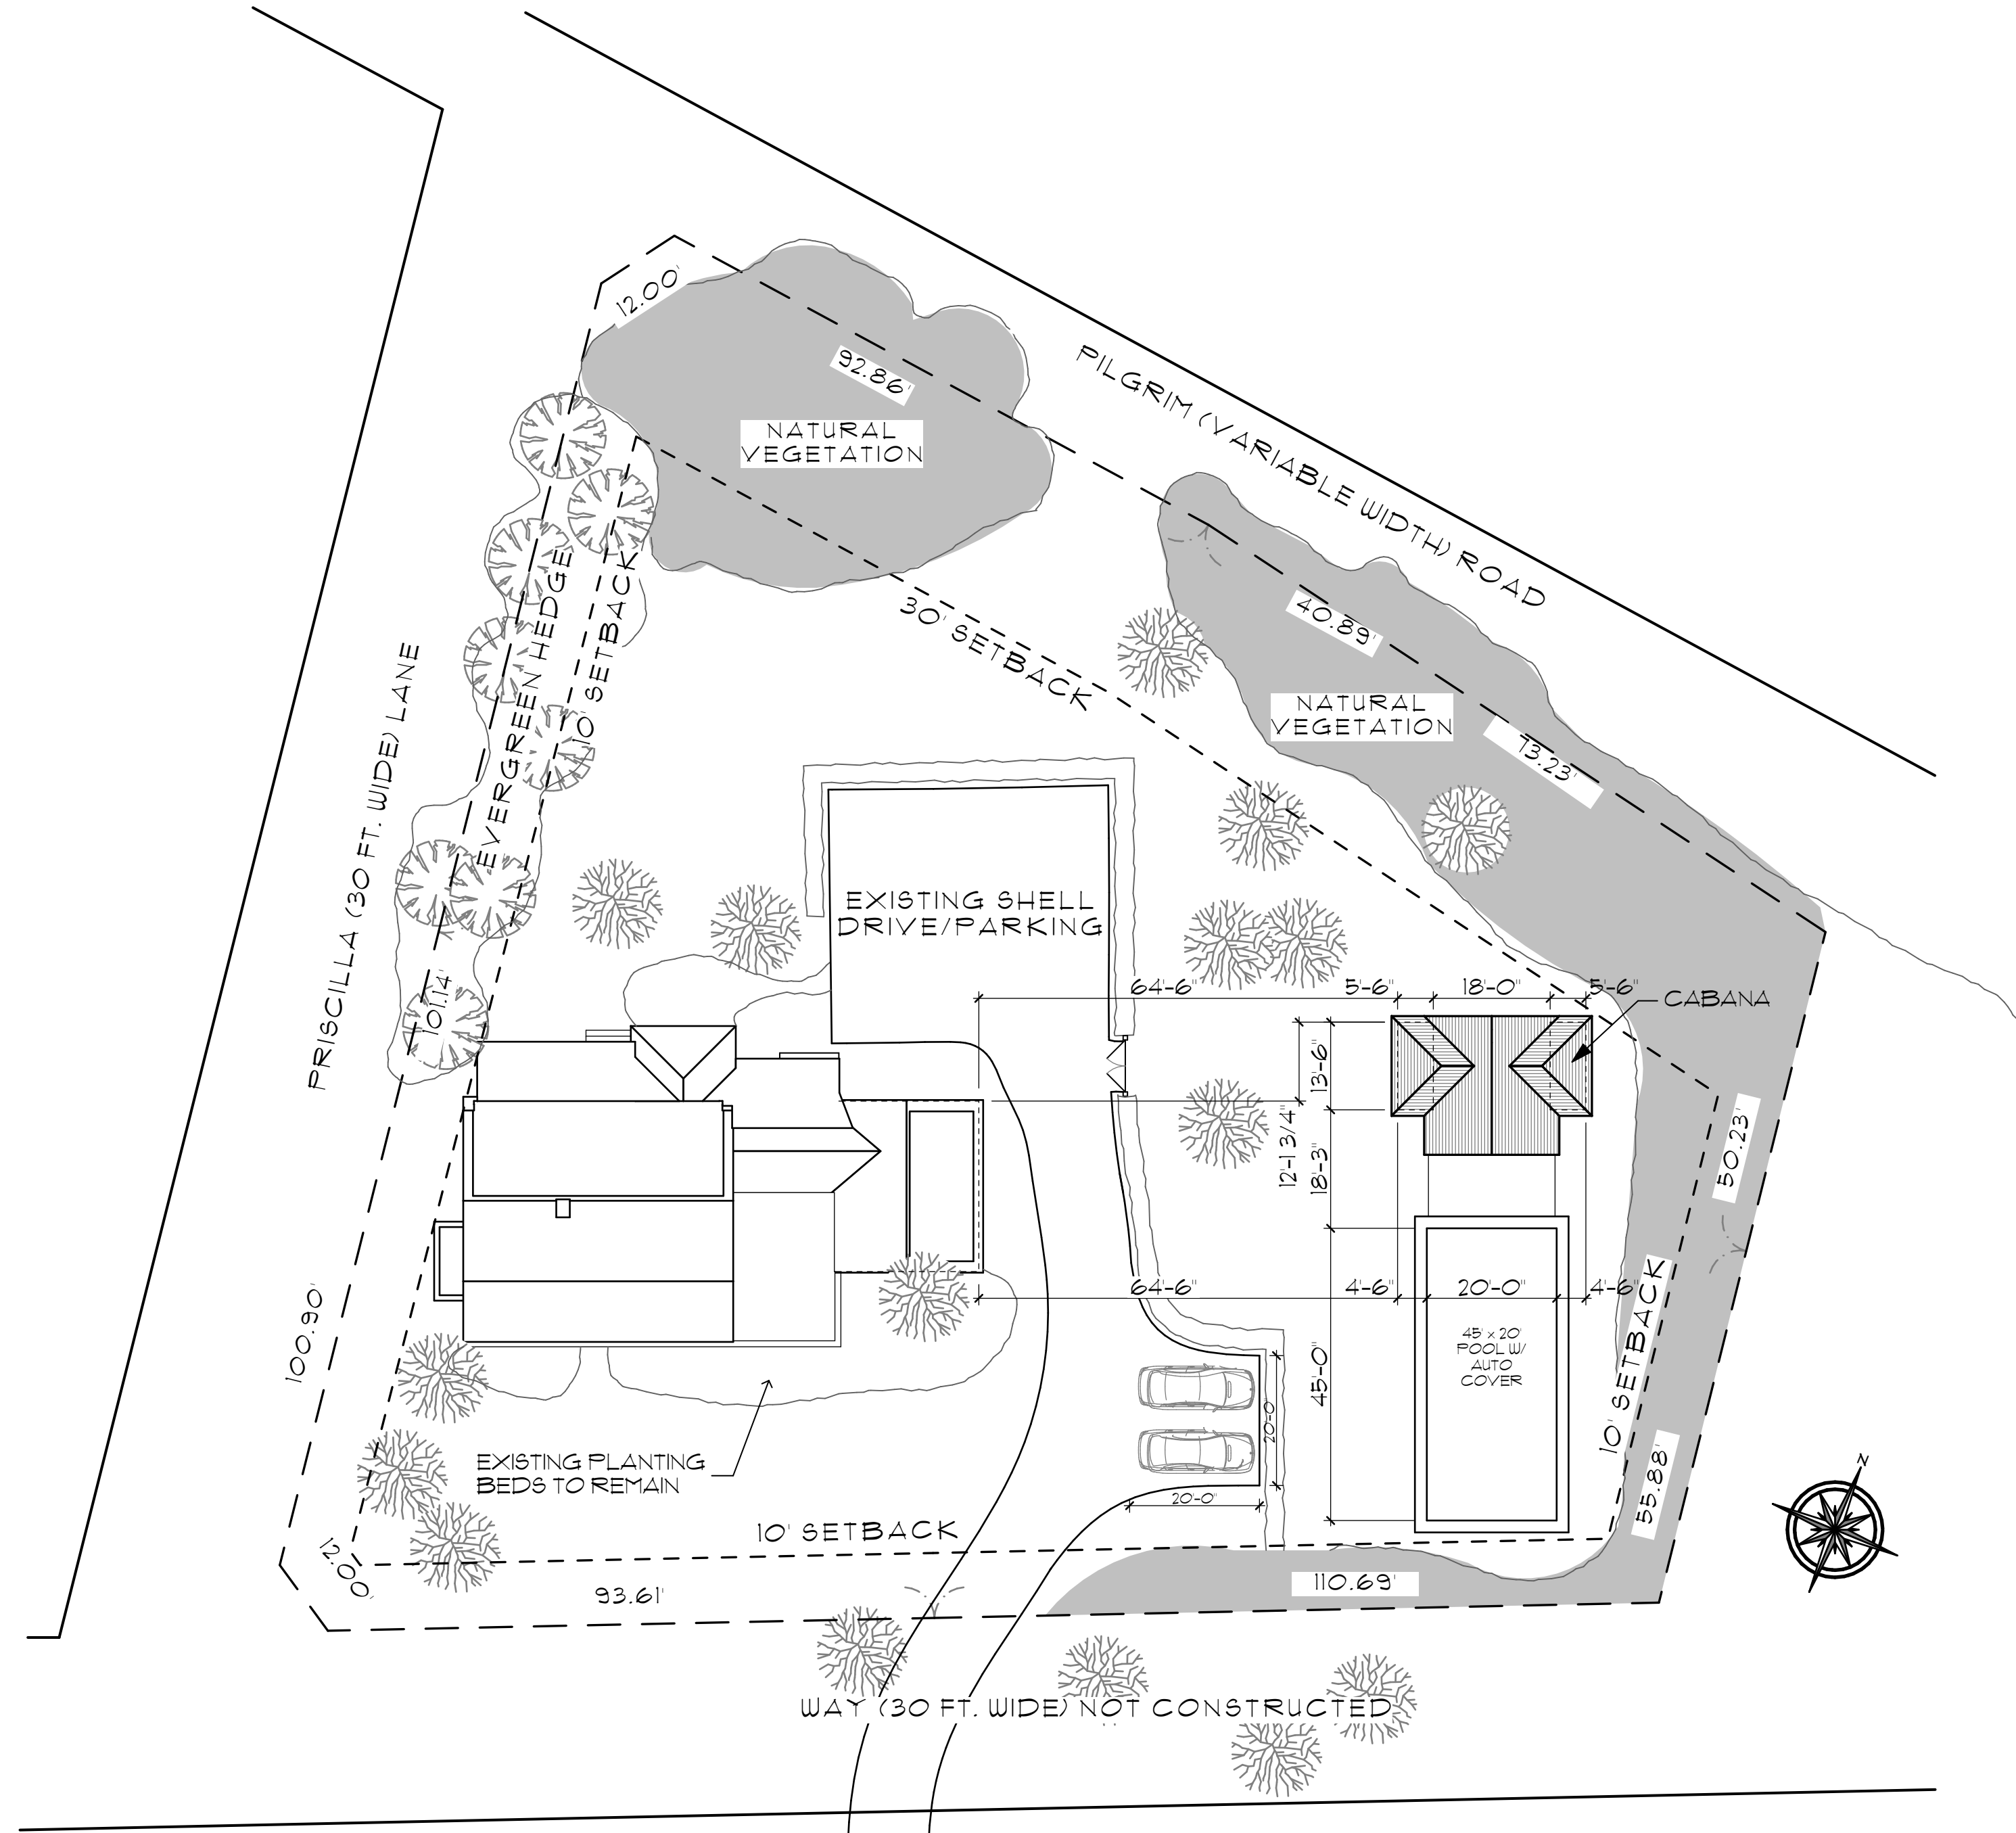 12.00'
92.86'
NATURAL
VEGETATION
PILGRIM (VARIABLE WIDTH) ROAD
30' SETBACK
40.89'
NATURAL
VEGETATION
73.23'
EVERGREEN HEDGE
10' SETBACK
PRISCILLA (30 FT. WIDE) LANE
101.14'
EXISTING SHELL
DRIVE/PARKING
64'-6"
5'-6"
18'-0"
5'-6"
CABANA
13'-6"
12'-1 3/4"
18'-3"
50.23'
64'-6"
4'-6"
20'-0"
4'-6"
45' x 20'
POOL W/
AUTO
COVER
45'-0"
10' SETBACK
100.90'
20'-0"
20'-0"
EXISTING PLANTING
BEDS TO REMAIN
55.88'
N
10' SETBACK
12.00'
93.61'
110.69'
WAY (30 FT. WIDE) NOT CONSTRUCTED